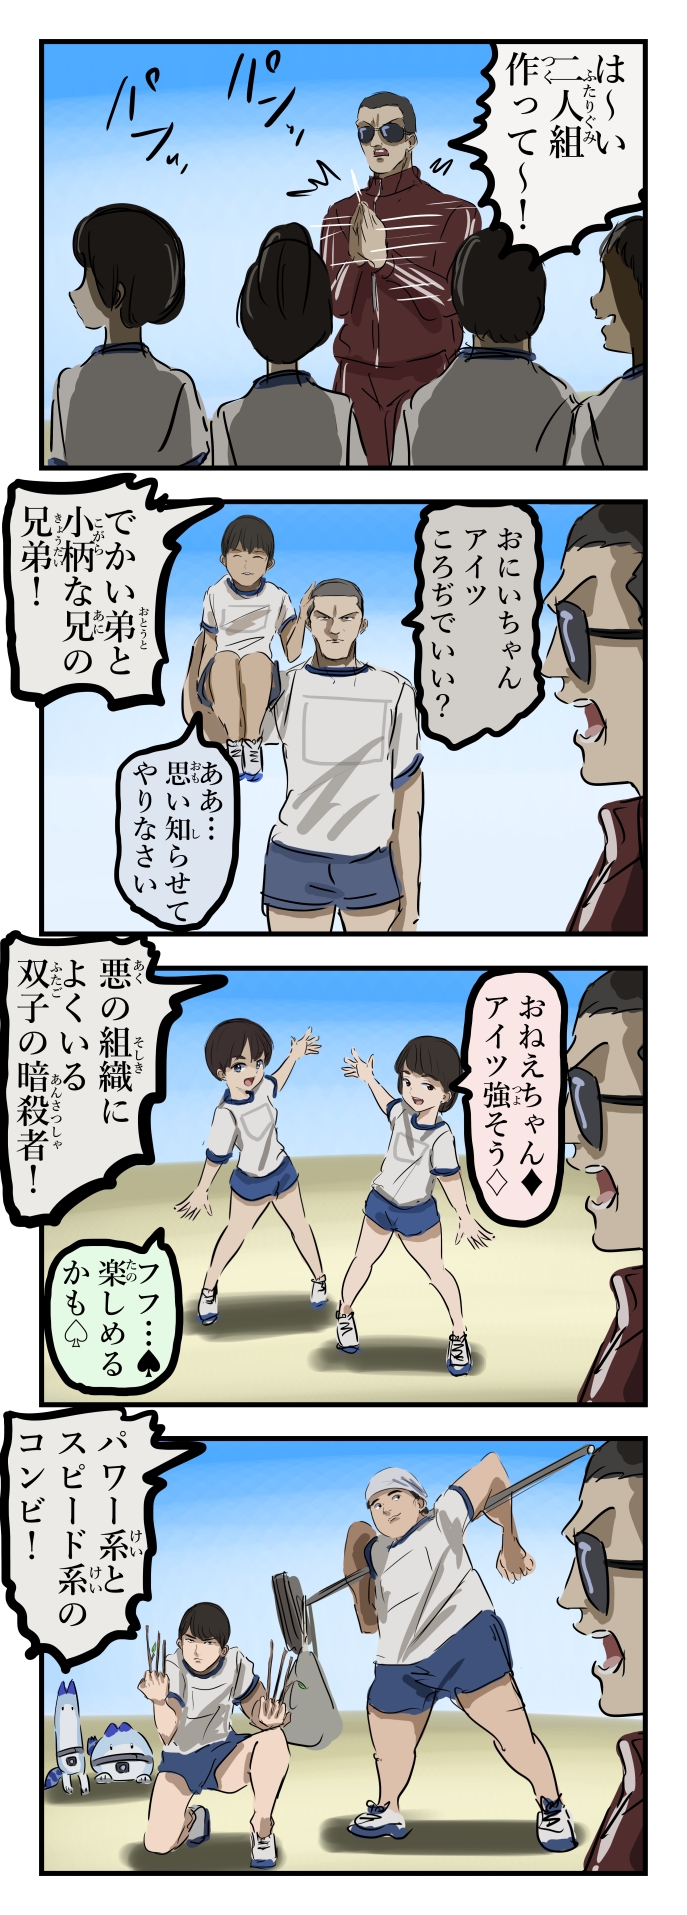 は～い
二人組
作って～！
パンッ
パンッ
おにいちゃん
アイツ
ころぢでいい？
でかい弟と
小柄な兄の
兄弟！
ああ…
思い知らせて
やりなさい
おねえちゃん♦
アイツ強そう♢
悪の組織に
よくいる
双子の暗殺者！
フフ…♠
楽しめる
かも♤
パワー系と
スピード系の
コンビ！